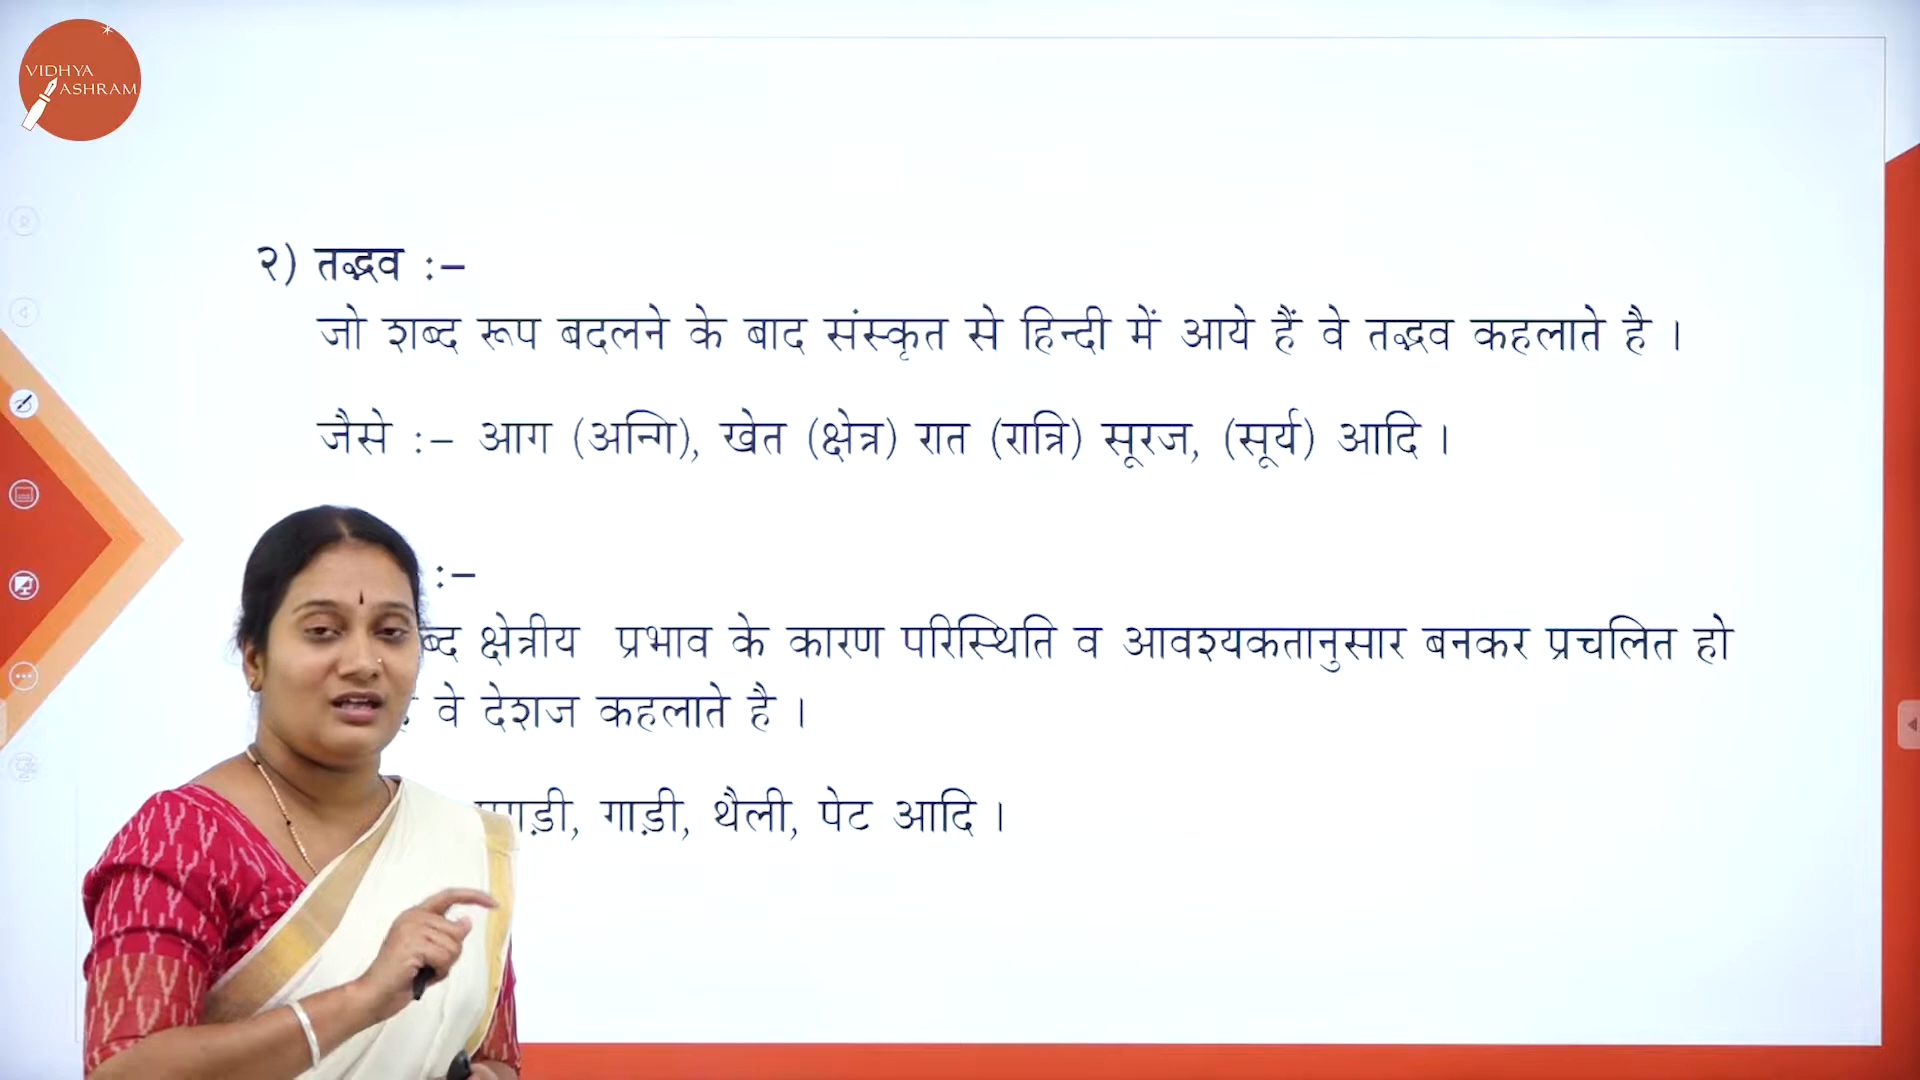 VIDHYA
ASHRAM
२) तद्भव :–
जो शब्द रूप बदलने के बाद संस्कृत से हिन्दी में आये हैं वे तद्भव कहलाते है ।
जैसे :– आग (अग्नि), खेत (क्षेत्र) रात (रात्रि) सूरज, (सूर्य) आदि ।
:–
क्षेत्रीय प्रभाव के कारण परिस्थिति व आवश्यकतानुसार बनकर प्रचलित हो
वे देशज कहलाते है ।
गाड़ी, थैली, पेट आदि ।